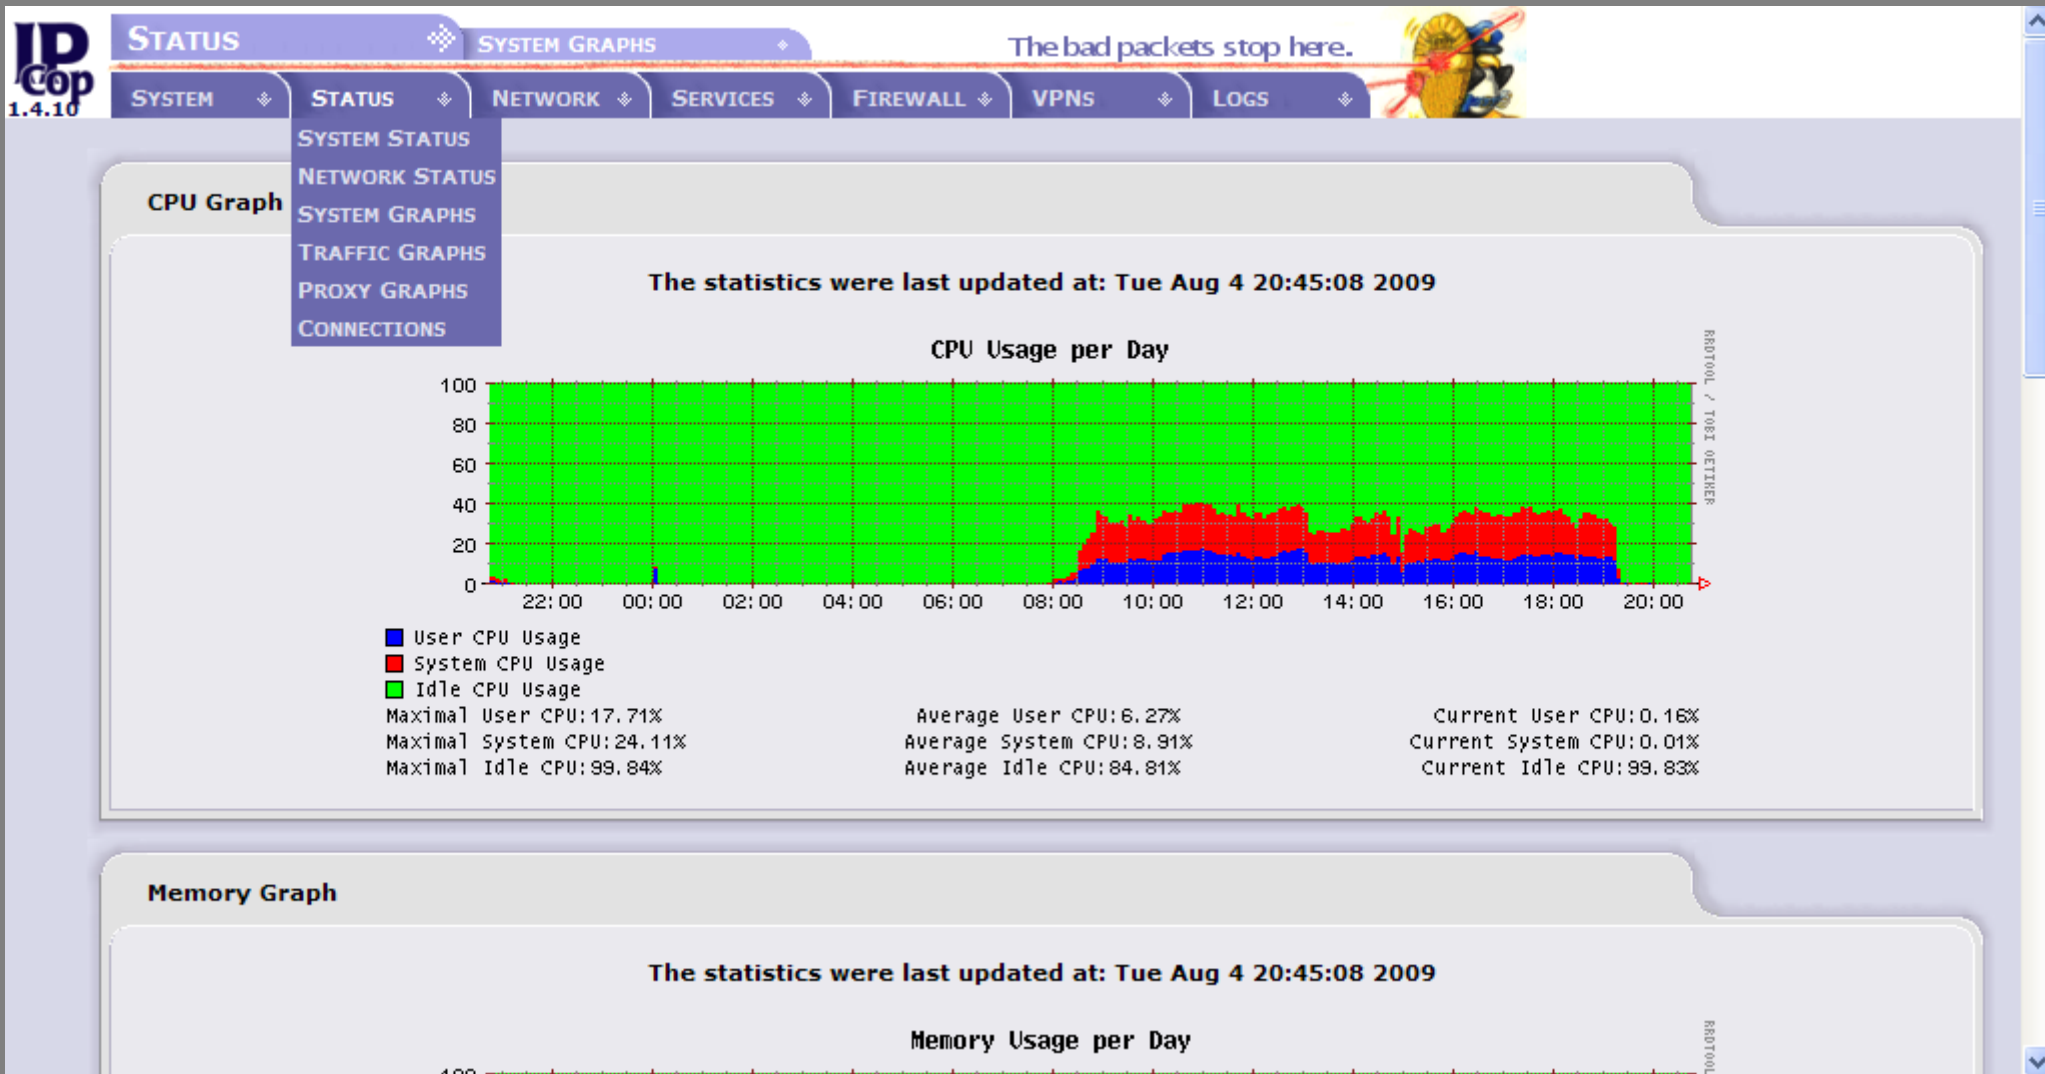 IP
Cop
1.4.10
STATUS
SYSTEM GRAPHS
The bad packets stop here.
SYSTEM
STATUS
NETWORK
SERVICES
FIREWALL
VPNS
LOGS
SYSTEM STATUS
NETWORK STATUS
SYSTEM GRAPHS
TRAFFIC GRAPHS
PROXY GRAPHS
CONNECTIONS
CPU Graph
The statistics were last updated at: Tue Aug 4 20:45:08 2009
CPU Usage per Day
RRDTOOL / TOBI OETIKER
100
80
60
40
20
0
22:00 00:00 02:00 04:00 06:00 08:00 10:00 12:00 14:00 16:00 18:00 20:00
User CPU Usage
System CPU Usage
Idle CPU Usage
Maximal User CPU:17.71% Average User CPU:6.27% Current User CPU:0.16%
Maximal System CPU:24.11% Average System CPU:8.91% Current System CPU:0.01%
Maximal Idle CPU:99.84% Average Idle CPU:84.81% Current Idle CPU:99.83%
Memory Graph
The statistics were last updated at: Tue Aug 4 20:45:08 2009
Memory Usage per Day
RRDTOOL
100